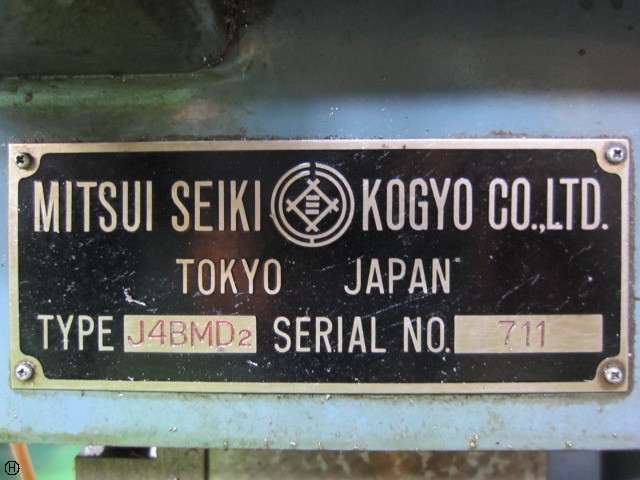 MITSUI SEIKI KOGYO CO.,LTD.
TOKYO JAPAN
TYPE J4BMD2 SERIAL NO. 711
H